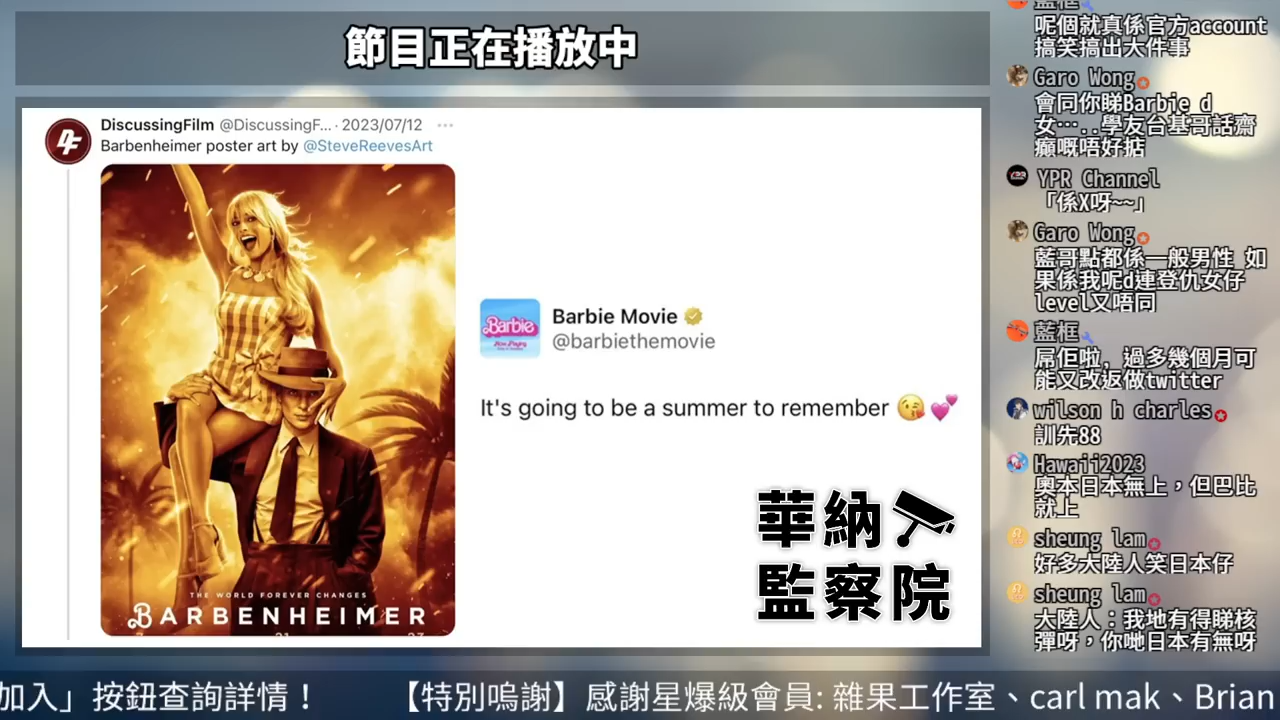 節目正在播放中
DiscussingFilm @DiscussingF... · 2023/07/12 ...
Barbenheimer poster art by @SteveReevesArt
THE WORLD FOREVER CHANGES
BARBENHEIMER
Barbie
Barbie Movie
@barbiethemovie
It's going to be a summer to remember 😘 💕
華納
監察院
藍框
呢個就真係官方account
搞笑搞出大件事
Garo Wong
會同你睇Barbie d
女…..學友台基哥話齋
癲嘅唔好掂
YPR Channel
「係X呀~~」
Garo Wong
藍哥點都係一般男性 如
果係我呢d連登仇女仔
level又唔同
藍框
屌佢啦, 過多幾個月可
能又改返做twitter
wilson h charles
訓先88
Hawaii2023
奧本日本無上，但巴比
就上
sheung lam
好多大陸人笑日本仔
sheung lam
大陸人：我地有得睇核
彈呀，你哋日本有無呀
加入」按鈕查詢詳情！ 【特別嗚謝】感謝星爆級會員: 雜果工作室、carl mak、Brian